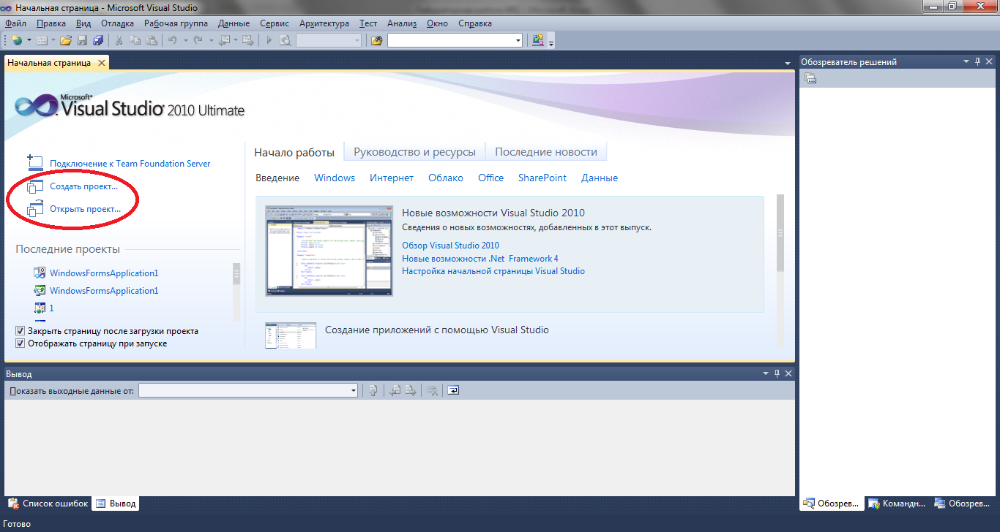 Начальная страница - Microsoft Visual Studio
Файл Правка Вид Отладка Рабочая группа Данные Сервис Архитектура Тест Анализ Окно Справка
Начальная страница
Обозреватель решений
Microsoft
Visual Studio 2010 Ultimate
Подключение к Team Foundation Server
Создать проект...
Открыть проект...
Последние проекты
WindowsFormsApplication1
WindowsFormsApplication1
1
Закрыть страницу после загрузки проекта
Отображать страницу при запуске
Начало работы Руководство и ресурсы Последние новости
Введение Windows Интернет Облако Office SharePoint Данные
Новые возможности Visual Studio 2010
Сведения о новых возможностях, добавленных в этот выпуск.
Обзор Visual Studio 2010
Новые возможности .Net Framework 4
Настройка начальной страницы Visual Studio
Создание приложений с помощью Visual Studio
Вывод
Показать выходные данные от:
Список ошибок Вывод
Обозрев... Командн... Обозрев...
Готово